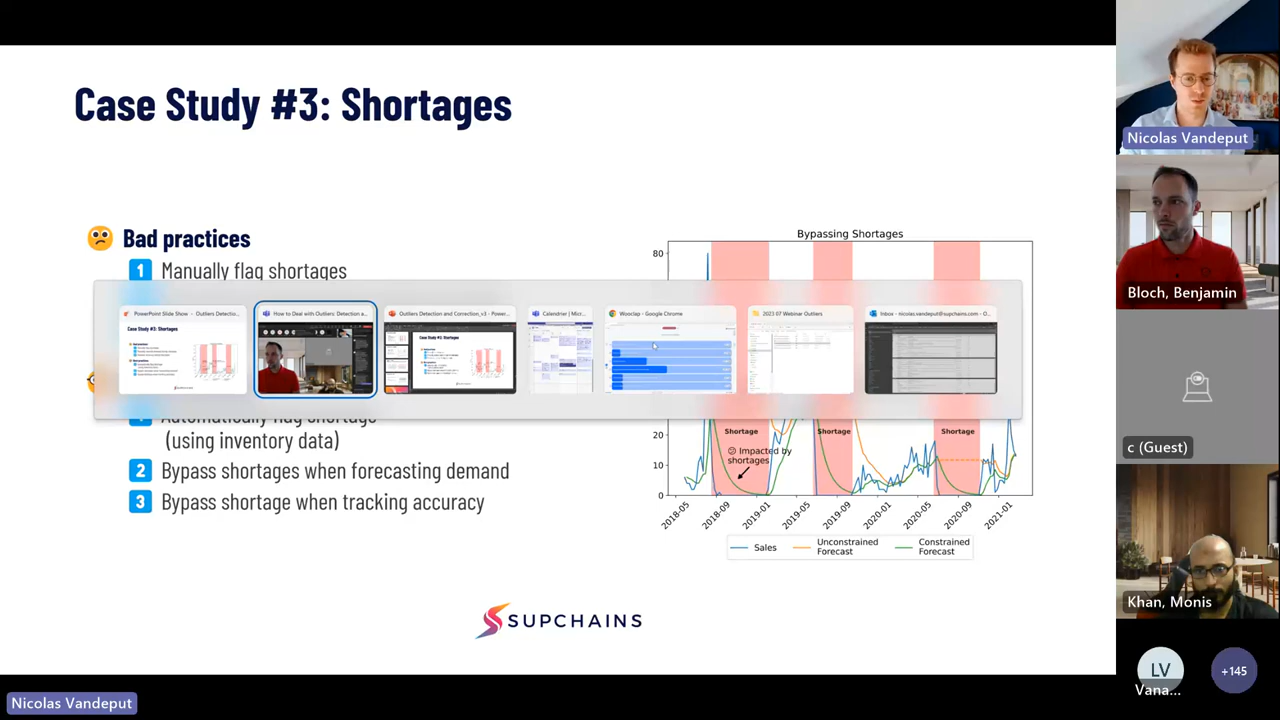 Case Study #3: Shortages
Bad practices
1 Manually flag shortages
PowerPoint Slide Show - Outliers Detectio...
How to Deal with Outliers: Detection a...
Outliers Detection and Correction_v3 - Power...
Calendrier | Micr...
Wooclap - Google Chrome
2023 07 Webinar Outliers
Inbox - nicolas.vandeput@supchains.com - O...
Case Study #3: Shortages
Automatically flag shortage
(using inventory data)
2 Bypass shortages when forecasting demand
3 Bypass shortage when tracking accuracy
Bypassing Shortages
80
20
10
0
Shortage
Shortage
Shortage
Impacted by
shortages
2018-05
2018-09
2019-01
2019-05
2019-09
2020-01
2020-05
2020-09
2021-01
Sales
Unconstrained
Forecast
Constrained
Forecast
SUPCHAINS
Nicolas Vandeput
Nicolas Vandeput
Bloch, Benjamin
c (Guest)
Khan, Monis
LV
Vana...
+145